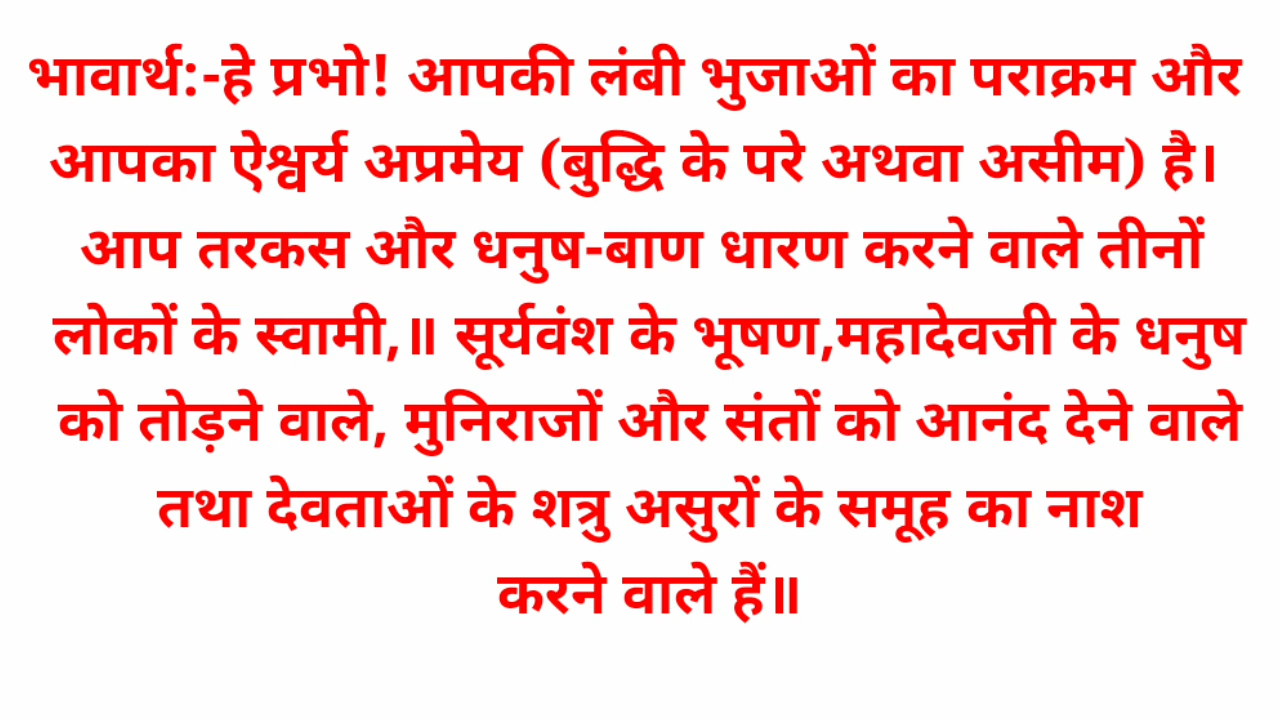 भावार्थ:-हे प्रभो! आपकी लंबी भुजाओं का पराक्रम और
आपका ऐश्वर्य अप्रमेय (बुद्धि के परे अथवा असीम) है।
आप तरकस और धनुष-बाण धारण करने वाले तीनों
लोकों के स्वामी,॥ सूर्यवंश के भूषण,महादेवजी के धनुष
को तोड़ने वाले, मुनिराजों और संतों को आनंद देने वाले
तथा देवताओं के शत्रु असुरों के समूह का नाश
करने वाले हैं॥